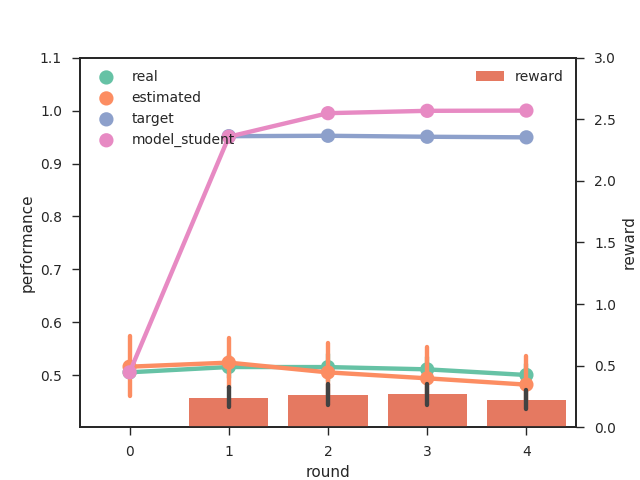 1.1
1.0
0.9
0.8
0.7
0.6
0.5
performance
real
estimated
target
model_student
reward
3.0
2.5
2.0
1.5
1.0
0.5
0.0
reward
0 1 2 3 4
round